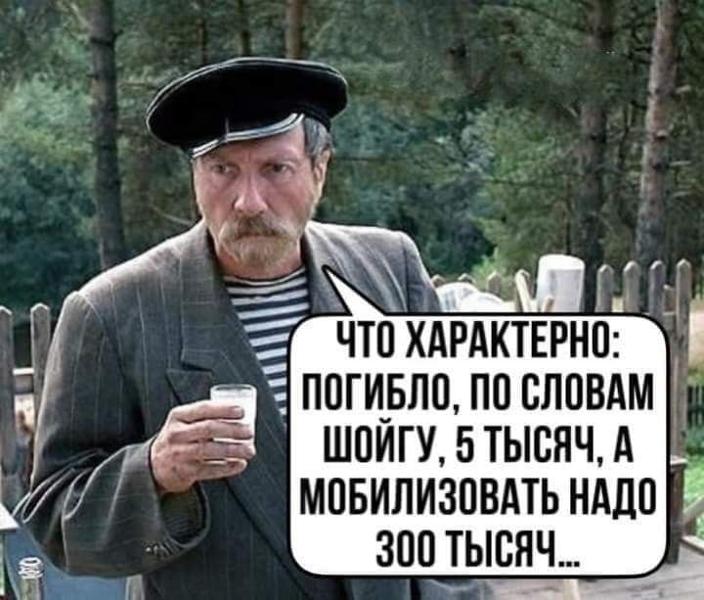 ЧТО ХАРАКТЕРНО:
ПОГИБЛО, ПО СЛОВАМ
ШОЙГУ, 5 ТЫСЯЧ, А
МОБИЛИЗОВАТЬ НАДО
300 ТЫСЯЧ...